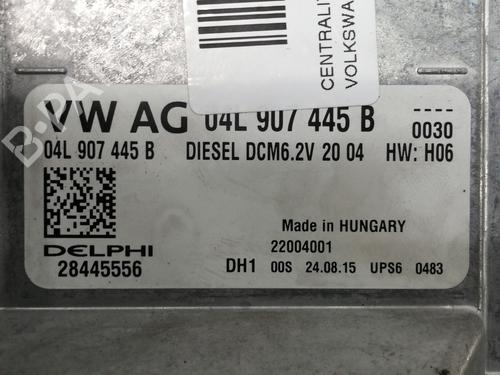 CENTRALIT
VOLKSWA
VW AG 04L 907 445 B
0030
04L 907 445 B DIESEL DCM6.2V 20 04 HW: H06
Made in HUNGARY
DELPHI 22004001
28445556 DH1 00S 24.08.15 UPS6 0483
B-PA